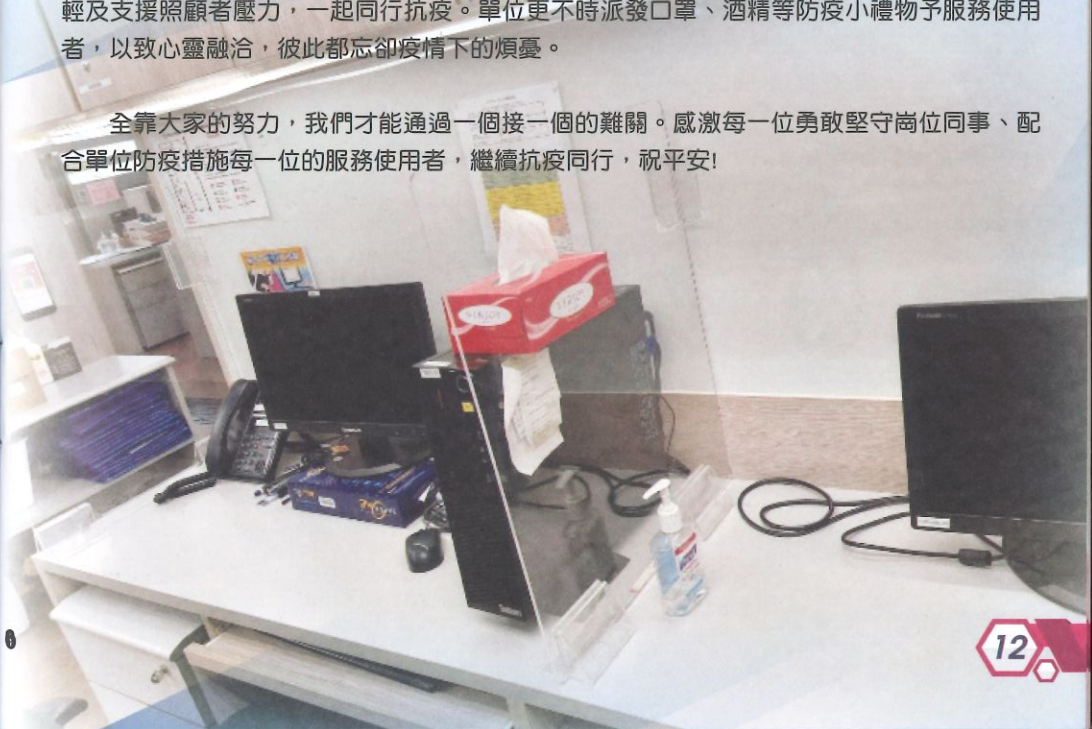 輕及支援照顧者壓力，一起同行抗疫。單位更不時派發口罩、酒精等防疫小禮物予服務使用
者，以致心靈融洽，彼此都忘卻疫情下的煩憂。
全靠大家的努力，我們才能通過一個接一個的難關。感激每一位勇敢堅守崗位同事、配
合單位防疫措施每一位的服務使用者，繼續抗疫同行，祝平安!
12